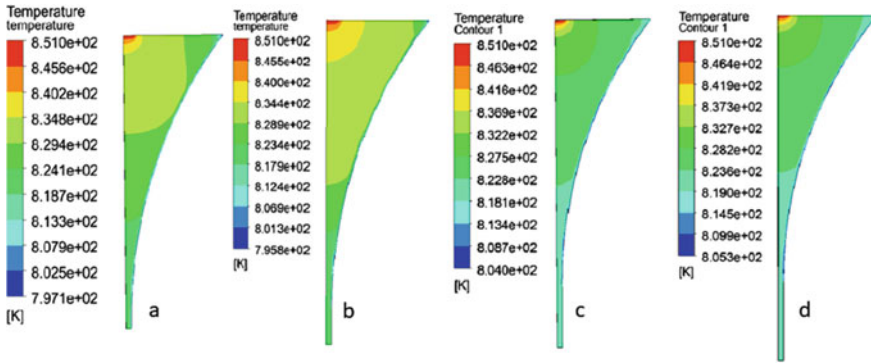 Temperature
temperature
8.510e+02
8.456e+02
8.402e+02
8.348e+02
8.294e+02
8.241e+02
8.187e+02
8.133e+02
8.079e+02
8.025e+02
7.971e+02
[K]
a
Temperature
temperature
8.510e+02
8.455e+02
8.400e+02
8.344e+02
8.289e+02
8.234e+02
8.179e+02
8.124e+02
8.069e+02
8.013e+02
7.958e+02
[K]
b
Temperature
Contour 1
8.510e+02
8.463e+02
8.416e+02
8.369e+02
8.322e+02
8.275e+02
8.228e+02
8.181e+02
8.134e+02
8.087e+02
8.040e+02
[K]
c
Temperature
Contour 1
8.510e+02
8.464e+02
8.419e+02
8.373e+02
8.327e+02
8.282e+02
8.236e+02
8.190e+02
8.145e+02
8.099e+02
8.053e+02
[K]
d